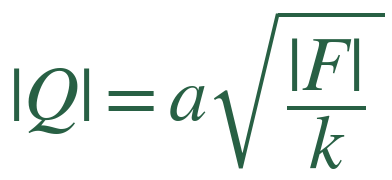 |Q| = a√(|F|/k)